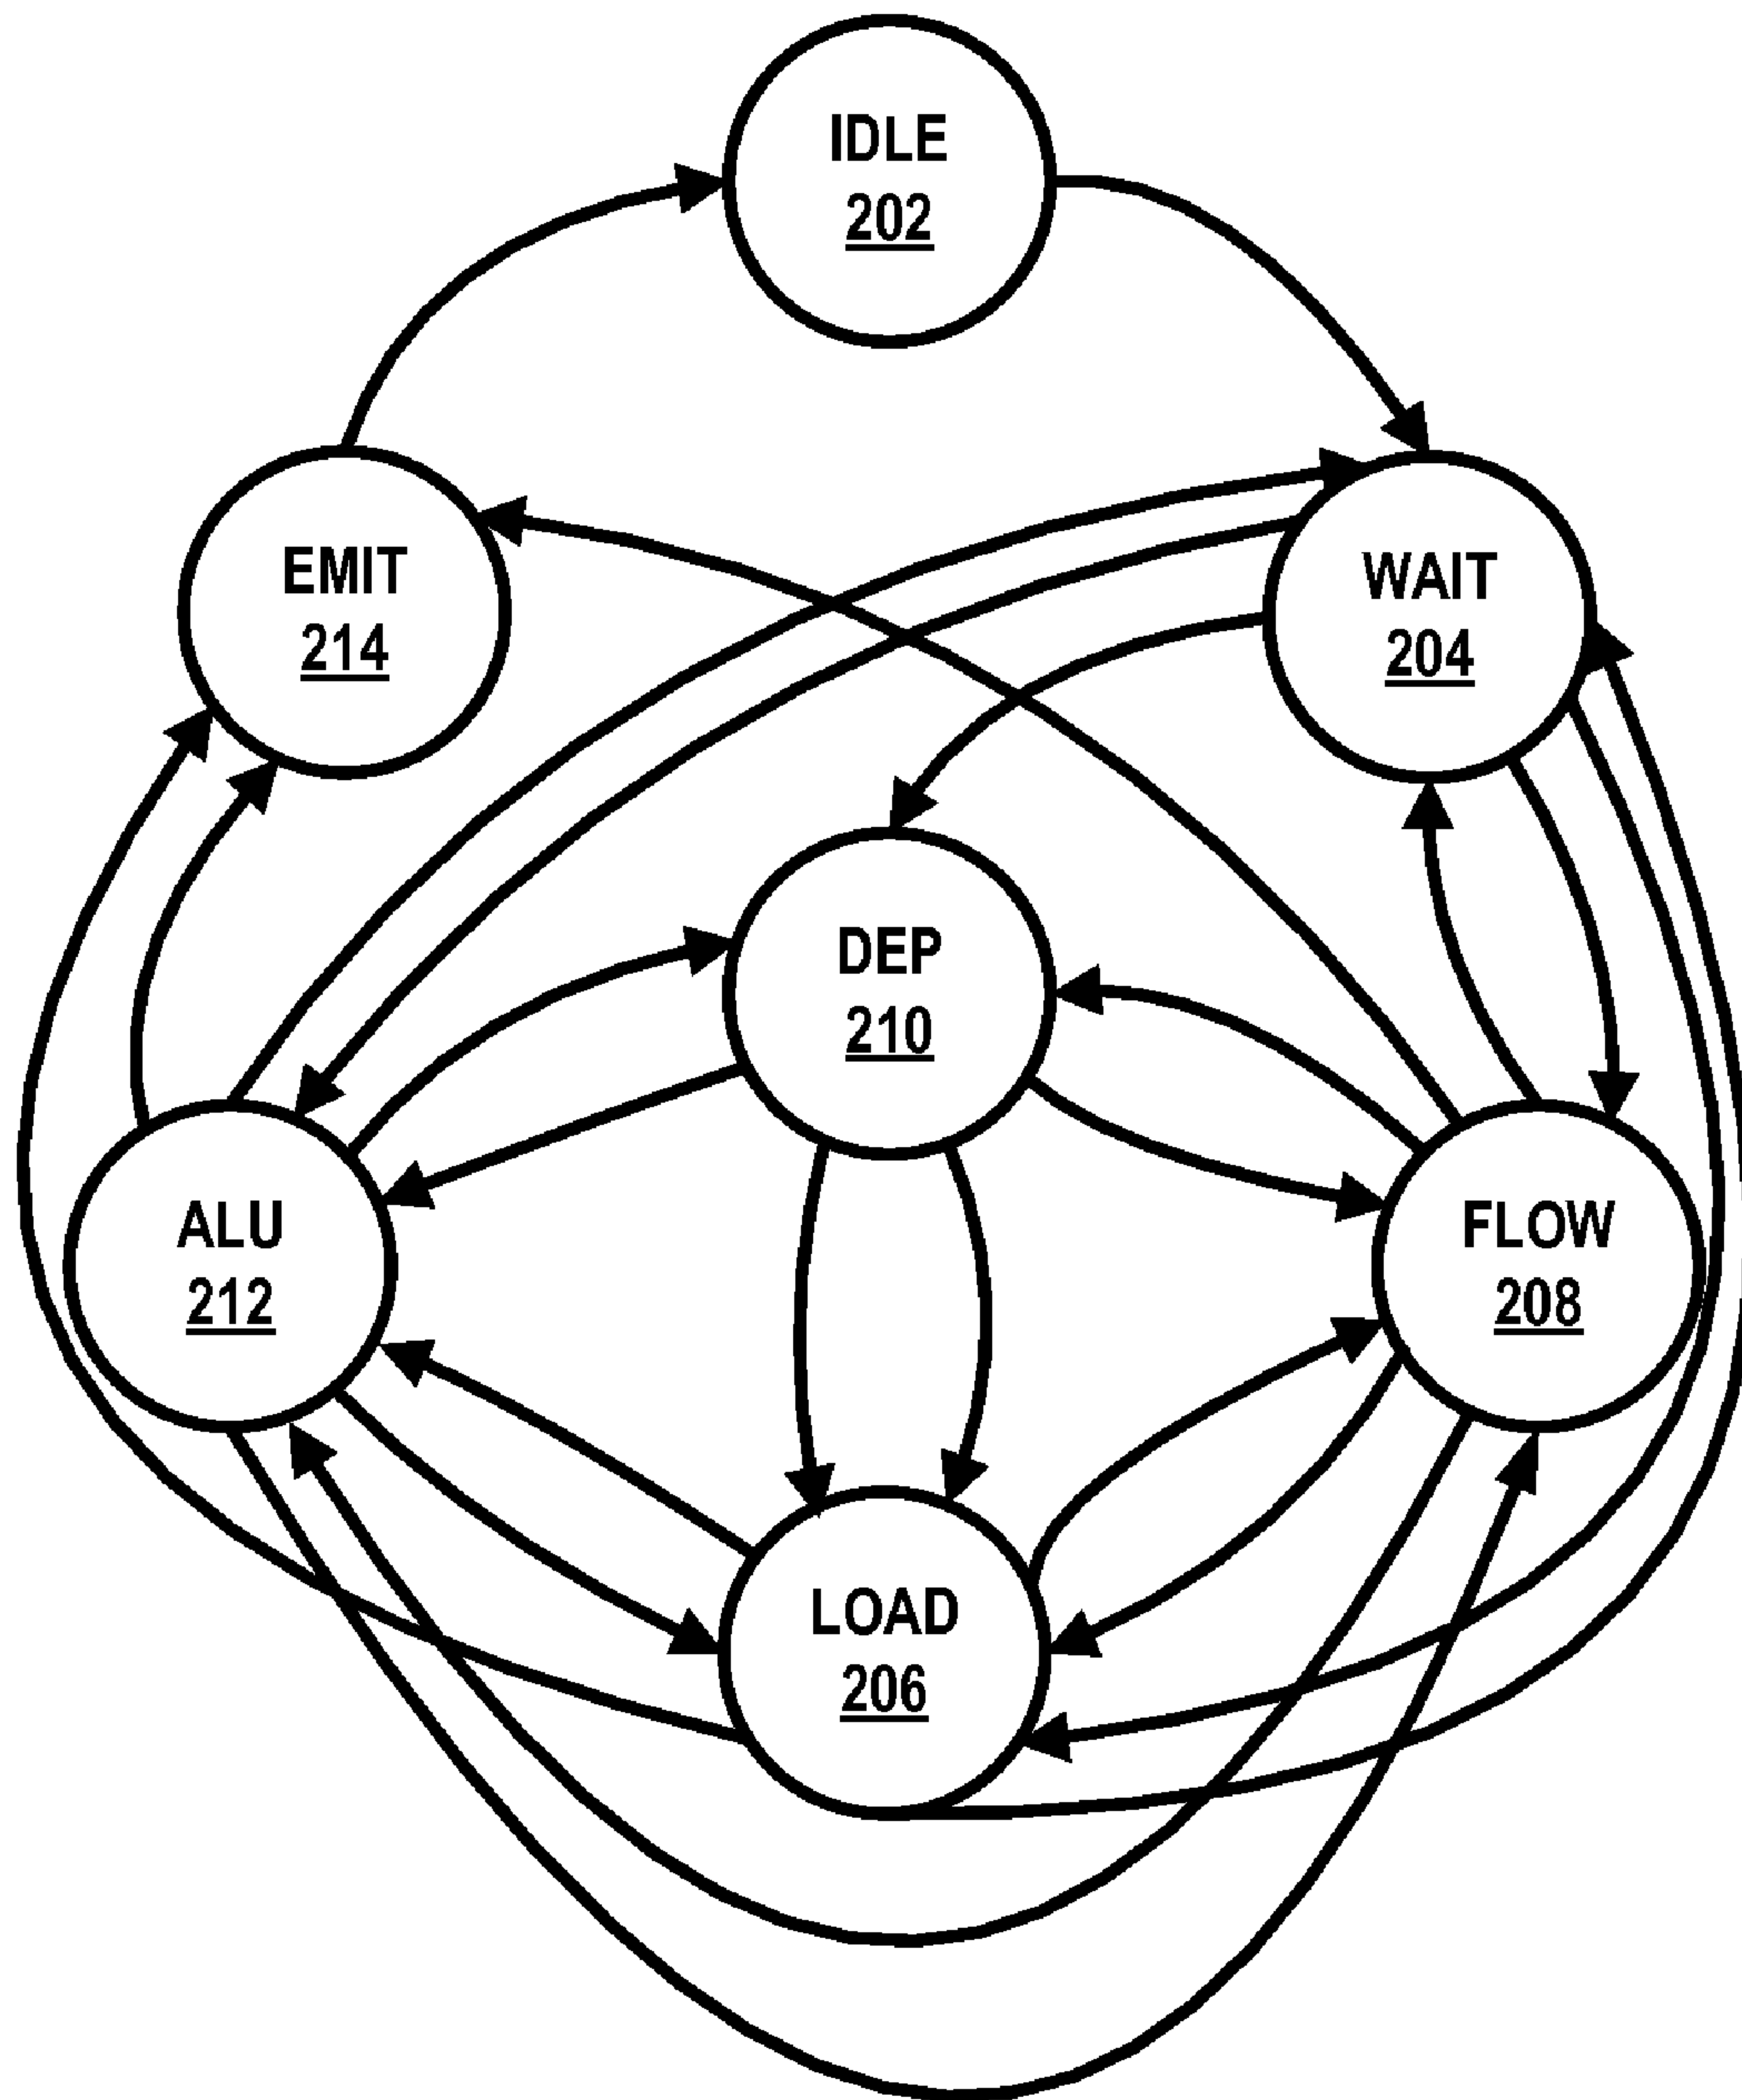 IDLE
202
EMIT
214
WAIT
204
DEP
210
ALU
212
FLOW
208
LOAD
206